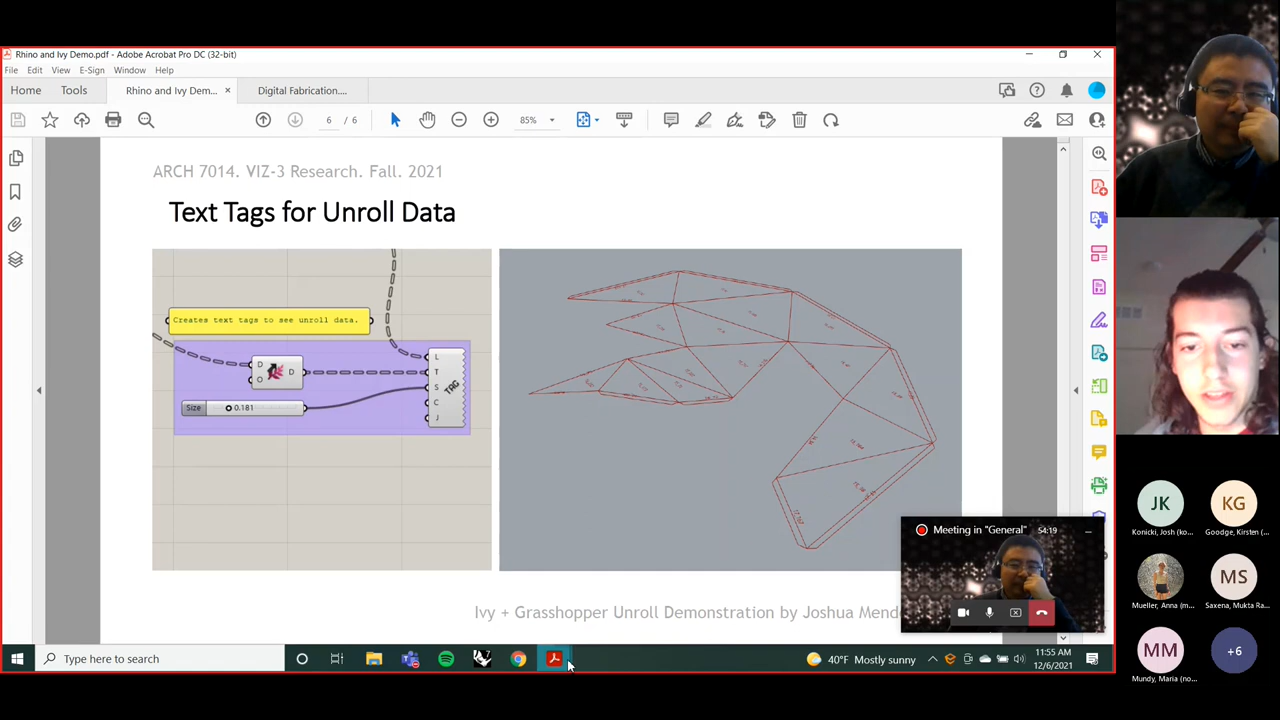 Rhino and Ivy Demo.pdf - Adobe Acrobat Pro DC (32-bit)
File Edit View E-Sign Window Help
Home Tools Rhino and Ivy Dem... × Digital Fabrication....
6 / 6 85%
ARCH 7014. VIZ-3 Research. Fall. 2021
Text Tags for Unroll Data
Creates text tags to see unroll data.
D
O
D
L
T
S
C
J
TAG
Size 0.181
Ivy + Grasshopper Unroll Demonstration by Joshua Mend
Meeting in "General" 54:19
JK KG
Konicki, Josh (ko... Goodge, Kirsten (...
MS
Mueller, Anna (m... Saxena, Mukta Ra...
MM +6
Mundy, Maria (no...
Type here to search
40°F Mostly sunny
11:55 AM
12/6/2021